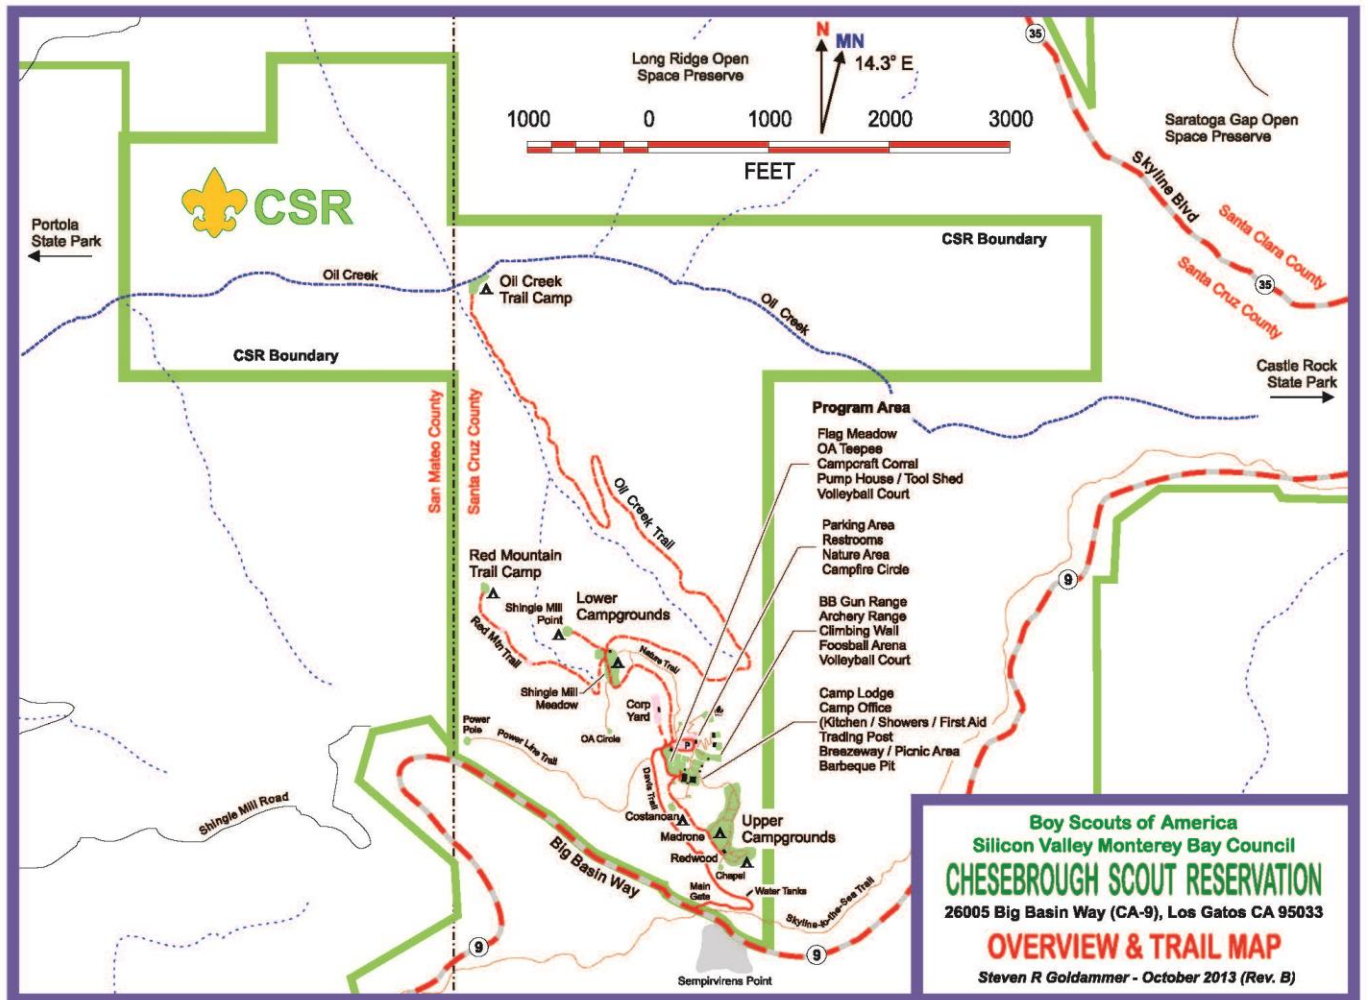 N
MN
14.3° E
35
Long Ridge Open
Space Preserve
1000 0 1000 2000 3000
FEET
Saratoga Gap Open
Space Preserve
Skyline Blvd
Santa Clara County
Santa Cruz County
35
CSR
Portola
State Park
CSR Boundary
Oil Creek
Oil Creek
Trail Camp
Oil Creek
CSR Boundary
Castle Rock
State Park
San Mateo County
Santa Cruz County
Program Area
Flag Meadow
OA Teepee
Campcraft Corral
Pump House / Tool Shed
Volleyball Court
Oil Creek Trail
Parking Area
Restrooms
Nature Area
Campfire Circle
9
Red Mountain
Trail Camp
Lower
Campgrounds
Shingle Mill
Point
Red Mtn Trail
Nature Trail
BB Gun Range
Archery Range
Climbing Wall
Foosball Arena
Volleyball Court
Shingle Mill
Meadow
Corp
Yard
Camp Lodge
Camp Office
(Kitchen / Showers / First Aid
Trading Post
Breezeway / Picnic Area
Barbeque Pit
Power
Pole
Power Line Trail
OA Circle
P
Davis Trail
Shingle Mill Road
Costanoan
Madrone
Upper
Campgrounds
Redwood
Chapel
Big Basin Way
Main
Gate
Water Tanks
Skyline-to-the-Sea Trail
9
9
Sempirvirens Point
Boy Scouts of America
Silicon Valley Monterey Bay Council
CHESEBROUGH SCOUT RESERVATION
26005 Big Basin Way (CA-9), Los Gatos CA 95033
OVERVIEW & TRAIL MAP
Steven R Goldammer - October 2013 (Rev. B)